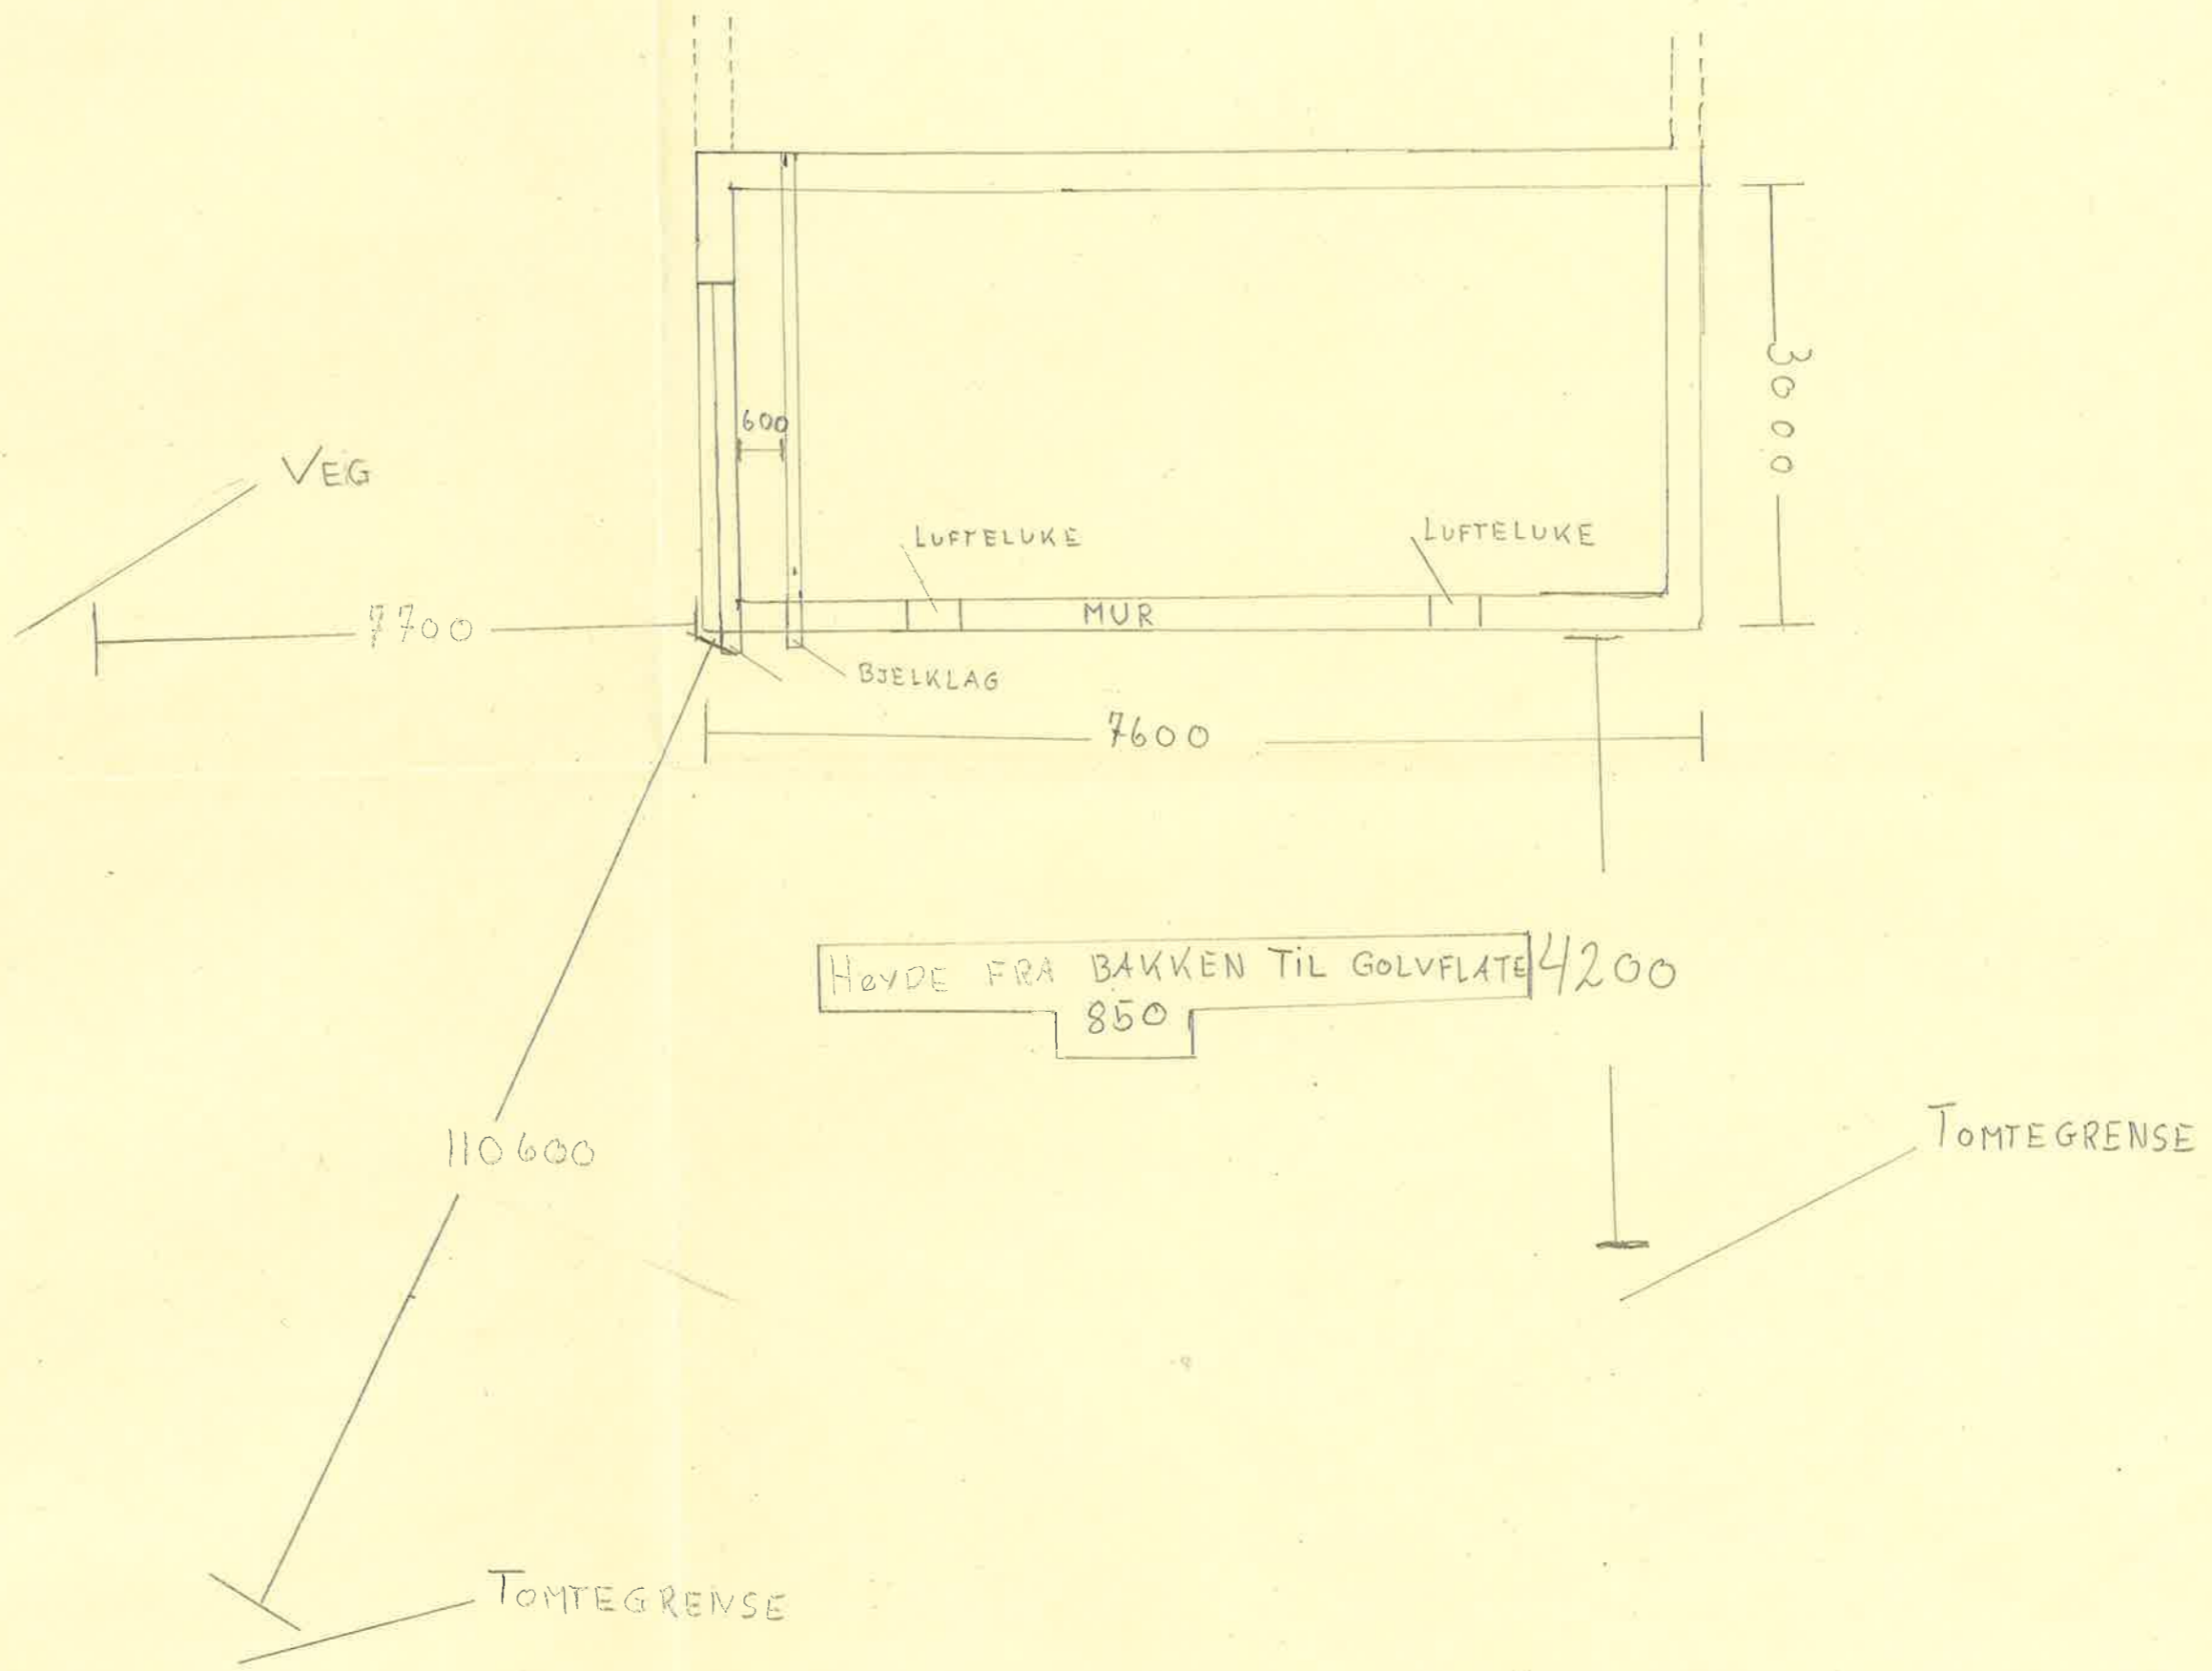 3000
600
VEG
LUFTELUKE
LUFTELUKE
7700
MUR
BJELKLAG
7600
HØYDE FRA BAKKEN TIL GOLVFLATE
850
4200
110600
TOMTEGRENSE
TOMTEGRENSE